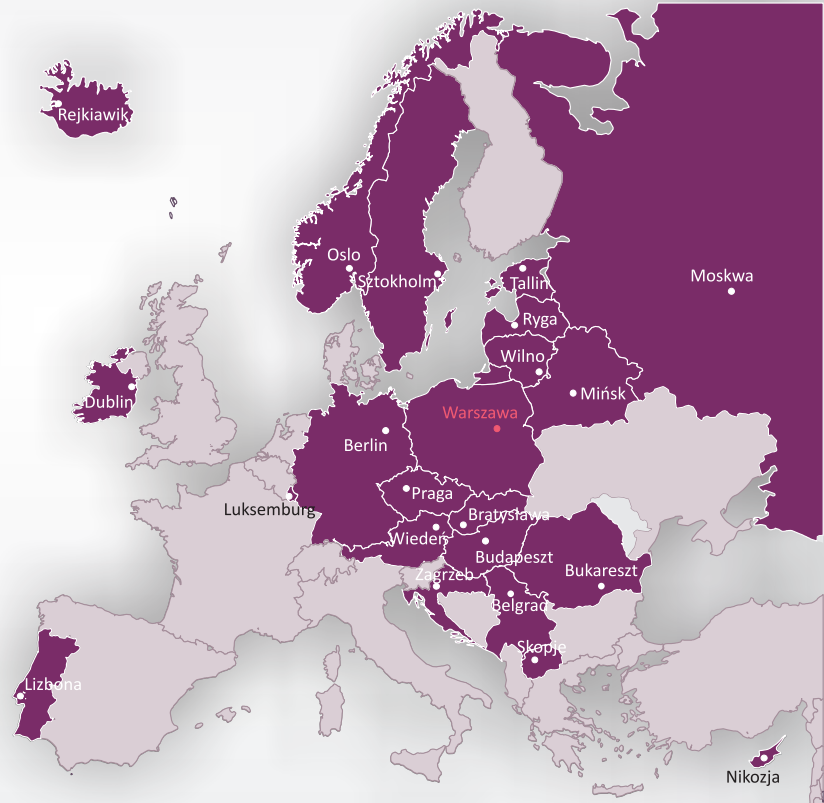 Rejkiawik
Oslo
Sztokholm
Tallin
Moskwa
Ryga
Wilno
Mińsk
Dublin
Warszawa
Berlin
Praga
Luksemburg
Bratysława
Wiedeń
Budapeszt
Zagrzeb
Bukareszt
Belgrad
Skopje
Lizbona
Nikozja